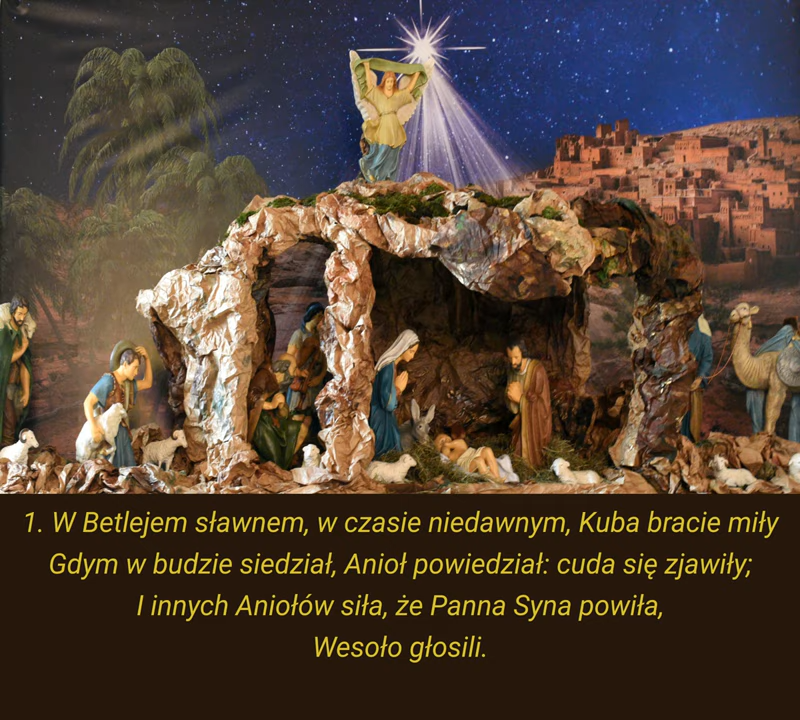 1. W Betlejem sławnem, w czasie niedawnym, Kuba bracie miły
Gdym w budzie siedział, Anioł powiedział: cuda się zjawiły;
I innych Aniołów siła, że Panna Syna powiła,
Wesoło głosili.